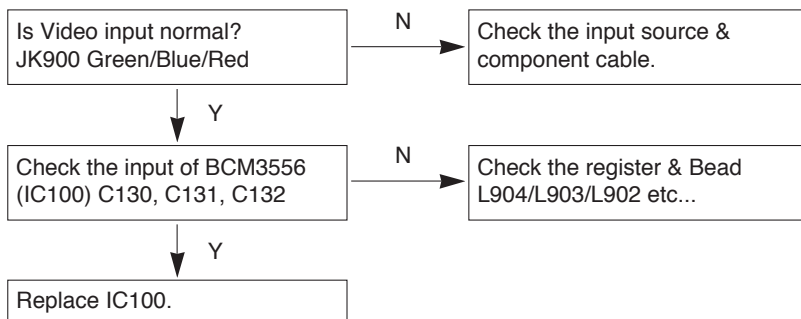 Is Video input normal?
JK900 Green/Blue/Red
N
Check the input source &
component cable.
Y
Check the input of BCM3556
(IC100) C130, C131, C132
N
Check the register & Bead
L904/L903/L902 etc...
Y
Replace IC100.